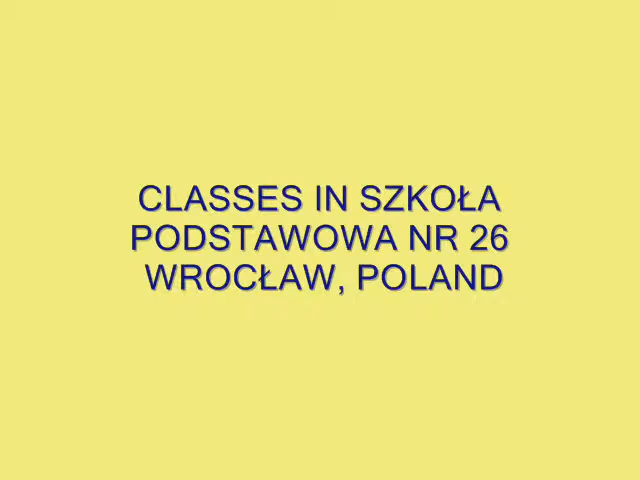 CLASSES IN SZKOŁA
PODSTAWOWA NR 26
WROCŁAW, POLAND